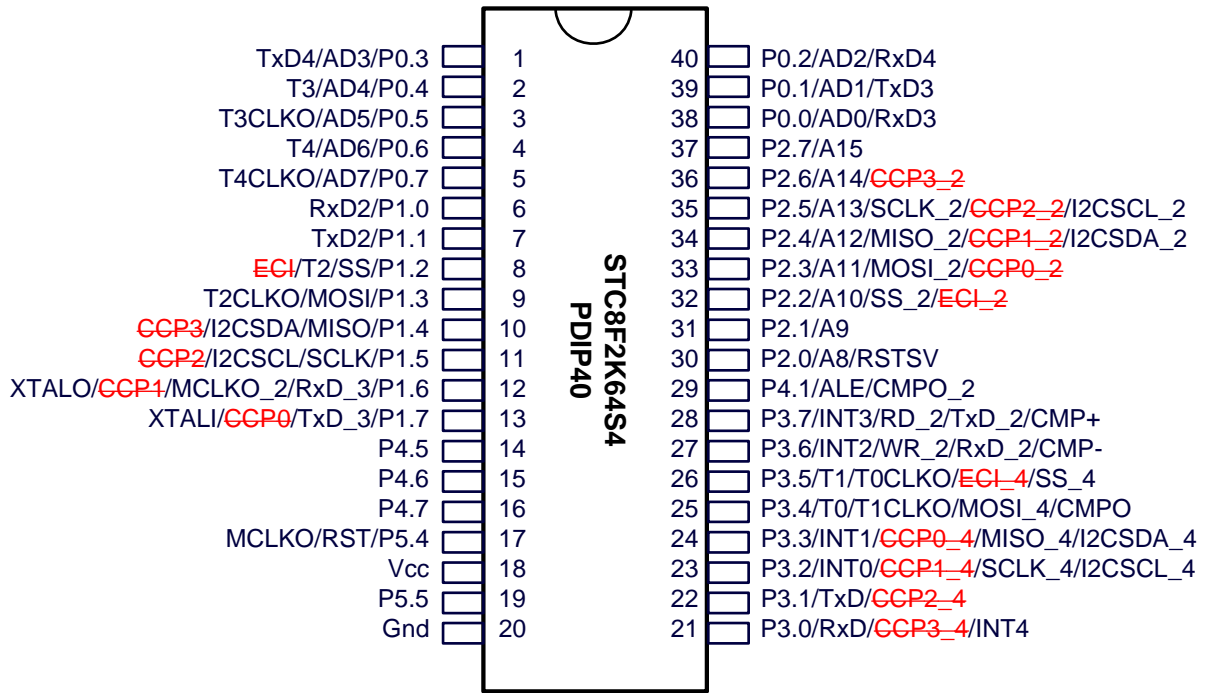 TxD4/AD3/P0.3 1 40 P0.2/AD2/RxD4
T3/AD4/P0.4 2 39 P0.1/AD1/TxD3
T3CLKO/AD5/P0.5 3 38 P0.0/AD0/RxD3
T4/AD6/P0.6 4 37 P2.7/A15
T4CLKO/AD7/P0.7 5 36 P2.6/A14/CCP3_2
RxD2/P1.0 6 35 P2.5/A13/SCLK_2/CCP2_2/I2CSCL_2
TxD2/P1.1 7 34 P2.4/A12/MISO_2/CCP1_2/I2CSDA_2
ECI/T2/SS/P1.2 8 33 P2.3/A11/MOSI_2/CCP0_2
T2CLKO/MOSI/P1.3 9 32 P2.2/A10/SS_2/ECI_2
CCP3/I2CSDA/MISO/P1.4 10 31 P2.1/A9
CCP2/I2CSCL/SCLK/P1.5 11 30 P2.0/A8/RSTSV
XTALO/CCP1/MCLKO_2/RxD_3/P1.6 12 29 P4.1/ALE/CMPO_2
XTALI/CCP0/TxD_3/P1.7 13 28 P3.7/INT3/RD_2/TxD_2/CMP+
P4.5 14 27 P3.6/INT2/WR_2/RxD_2/CMP-
P4.6 15 26 P3.5/T1/T0CLKO/ECI_4/SS_4
P4.7 16 25 P3.4/T0/T1CLKO/MOSI_4/CMPO
MCLKO/RST/P5.4 17 24 P3.3/INT1/CCP0_4/MISO_4/I2CSDA_4
Vcc 18 23 P3.2/INT0/CCP1_4/SCLK_4/I2CSCL_4
P5.5 19 22 P3.1/TxD/CCP2_4
Gnd 20 21 P3.0/RxD/CCP3_4/INT4
STC8F2K64S4
PDIP40